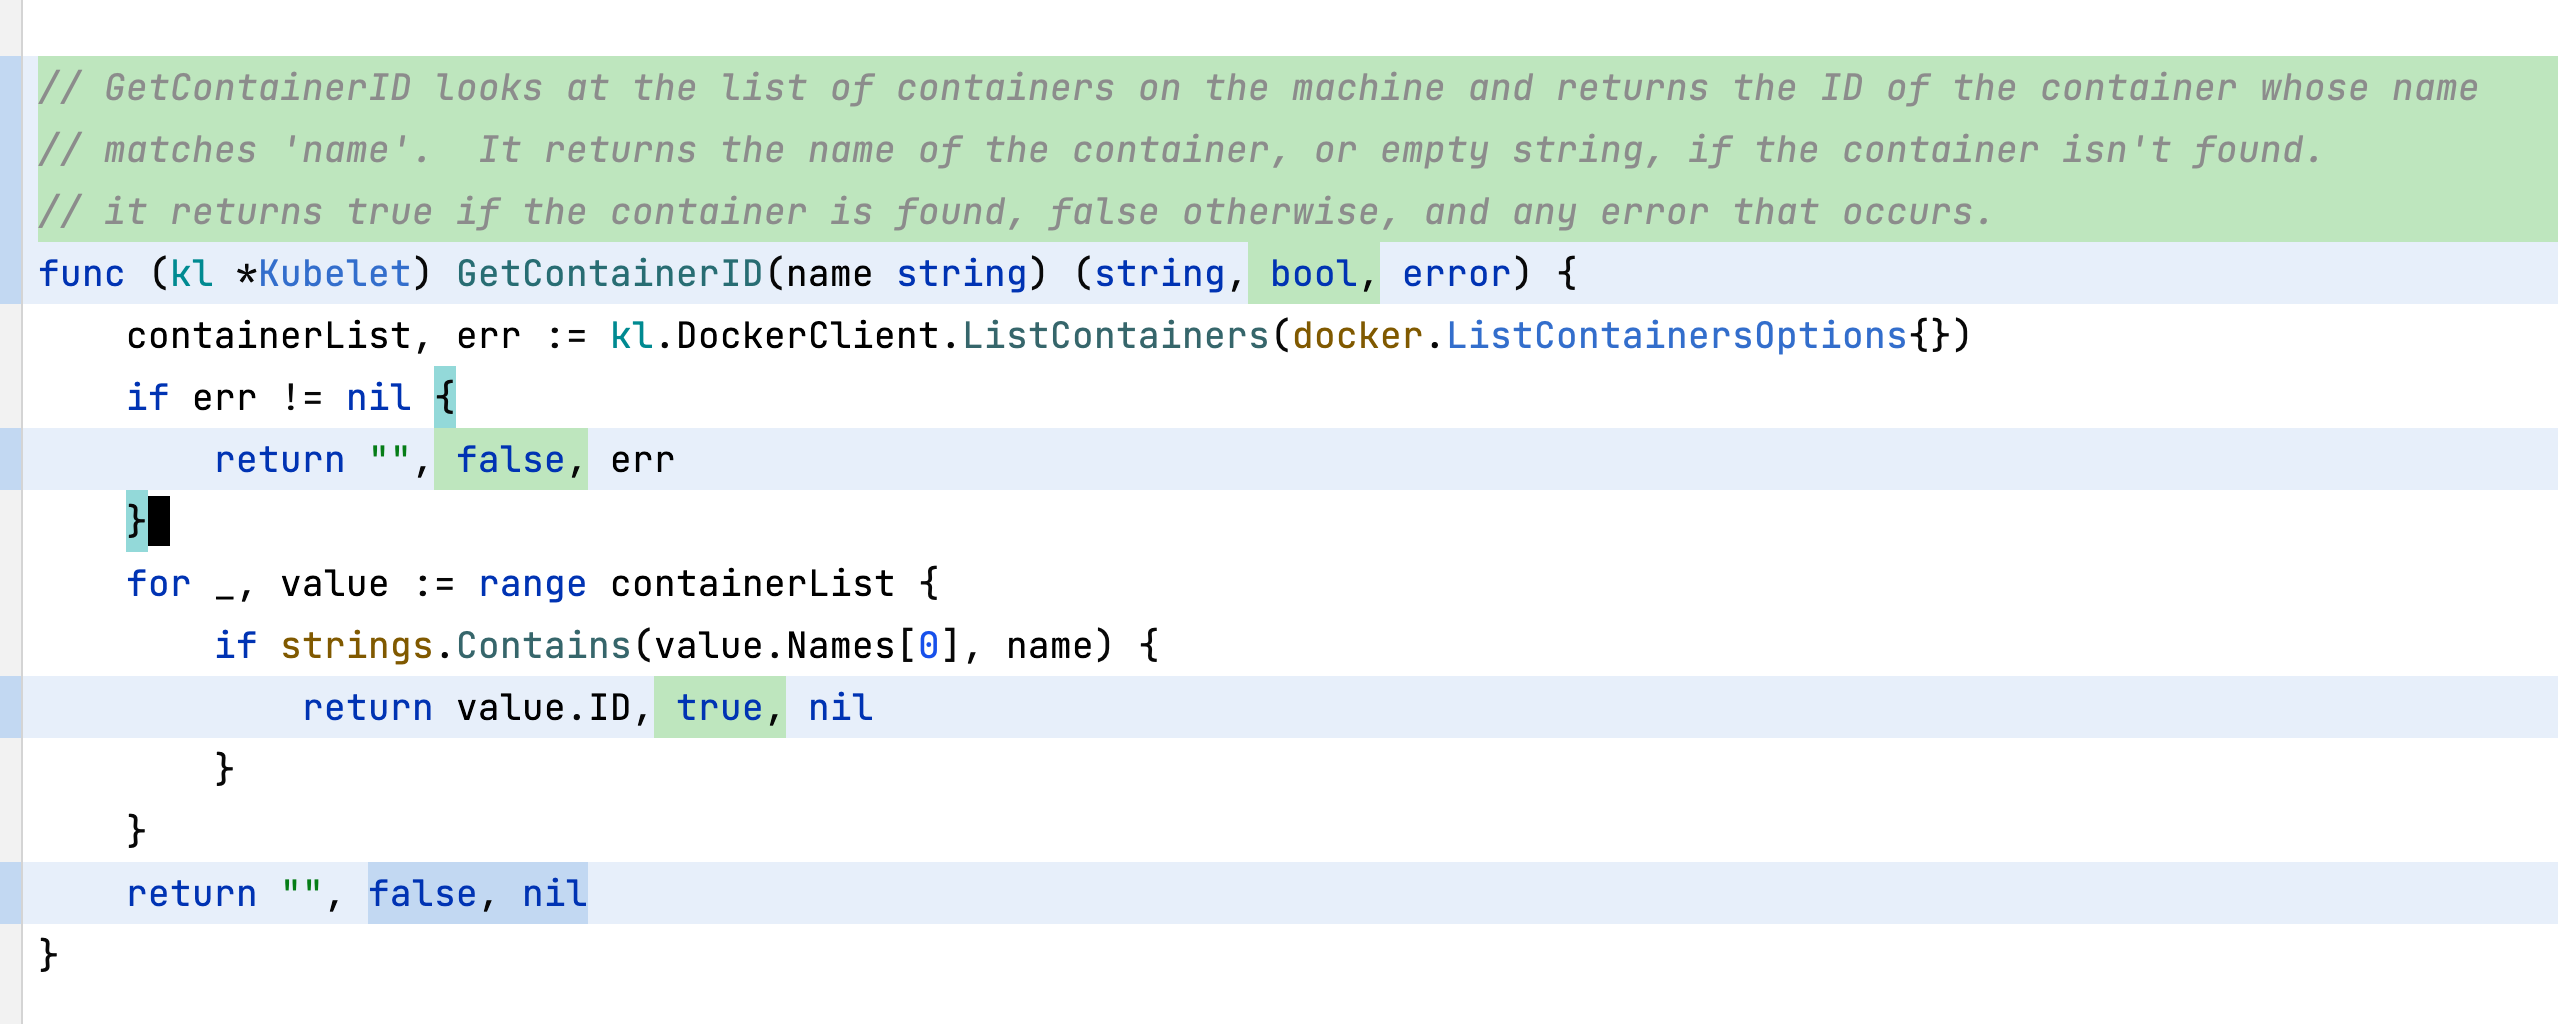 // GetContainerID looks at the list of containers on the machine and returns the ID of the container whose name
// matches 'name'.  It returns the name of the container, or empty string, if the container isn't found.
// it returns true if the container is found, false otherwise, and any error that occurs.
func (kl *Kubelet) GetContainerID(name string) (string, bool, error) {
    containerList, err := kl.DockerClient.ListContainers(docker.ListContainersOptions{})
    if err != nil {
        return "", false, err
    }
    for _, value := range containerList {
        if strings.Contains(value.Names[0], name) {
            return value.ID, true, nil
        }
    }
    return "", false, nil
}